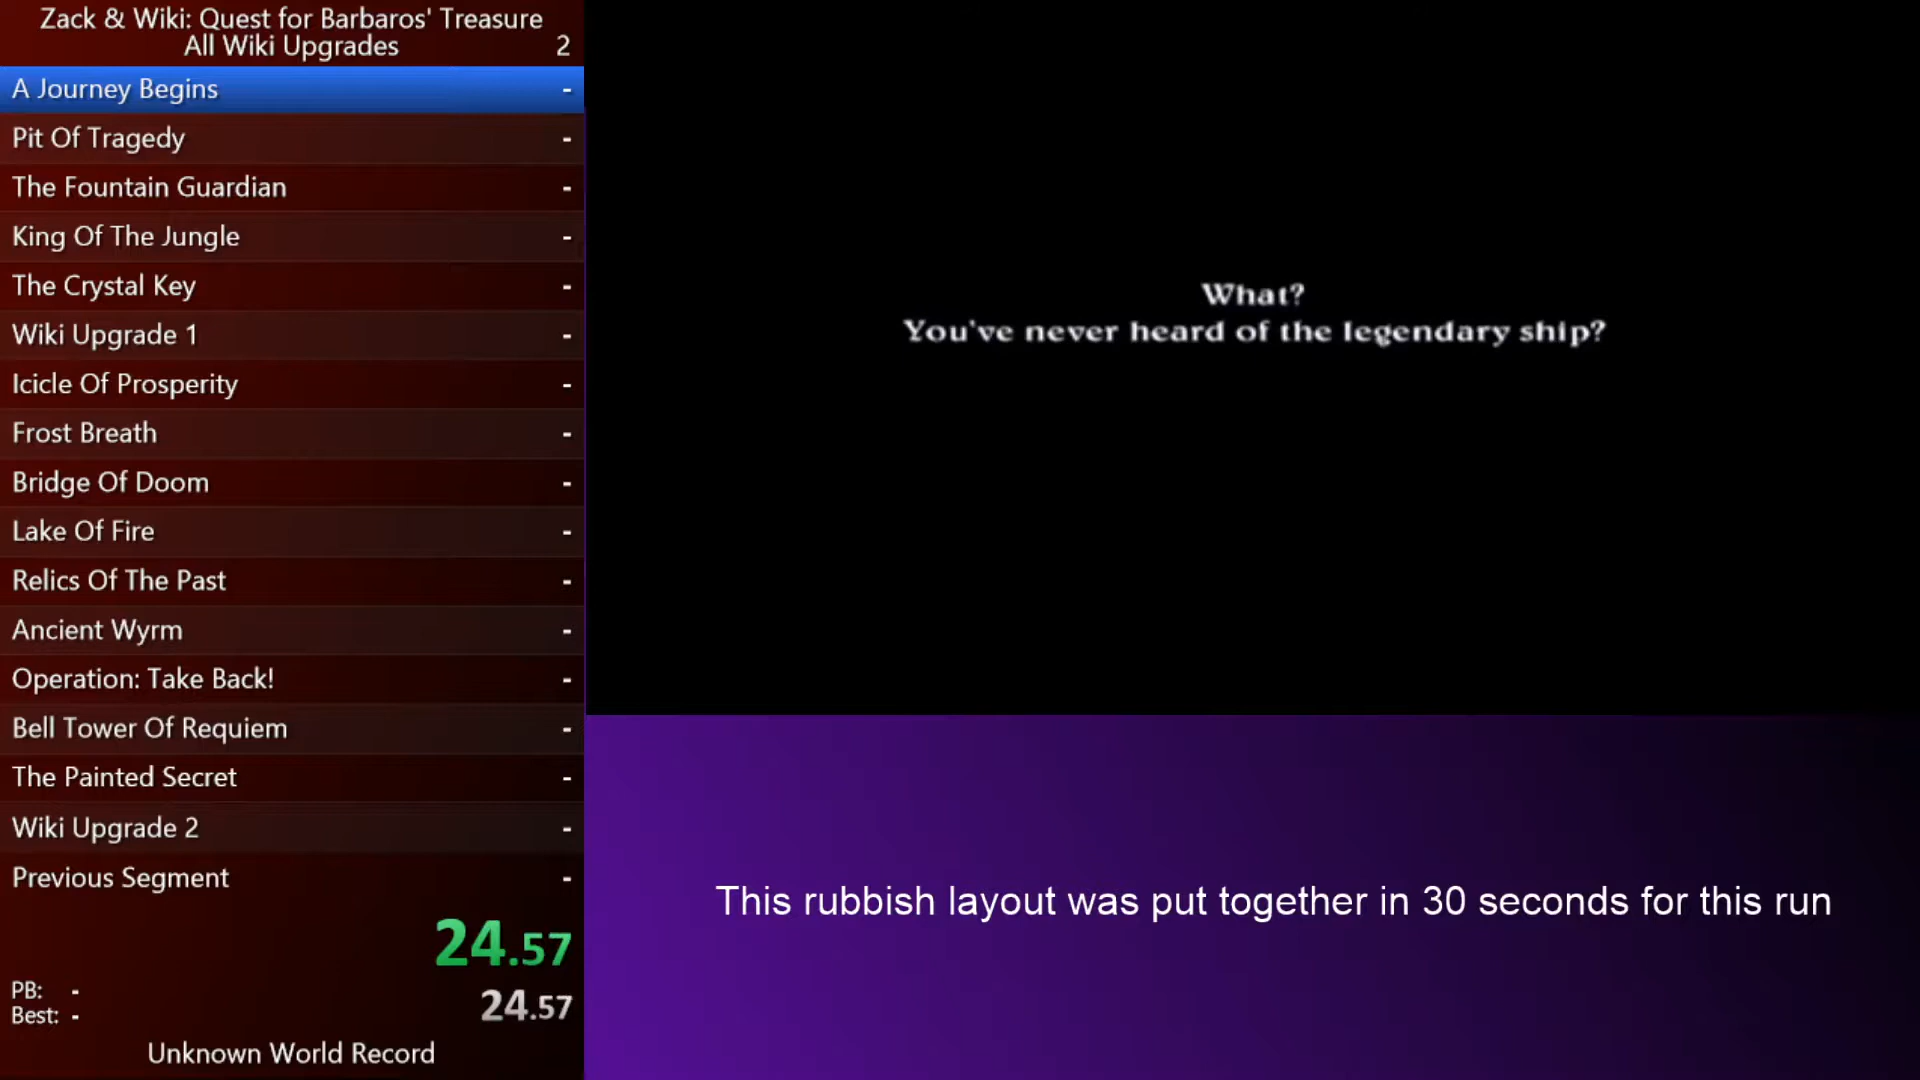 Zack & Wiki: Quest for Barbaros' Treasure
All Wiki Upgrades 2
A Journey Begins -
Pit Of Tragedy -
The Fountain Guardian -
King Of The Jungle -
The Crystal Key -
Wiki Upgrade 1 -
Icicle Of Prosperity -
Frost Breath -
Bridge Of Doom -
Lake Of Fire -
Relics Of The Past -
Ancient Wyrm -
Operation: Take Back! -
Bell Tower Of Requiem -
The Painted Secret -
Wiki Upgrade 2 -
Previous Segment -
24.57
PB: -
Best: -
24.57
Unknown World Record
What?
You've never heard of the legendary ship?
This rubbish layout was put together in 30 seconds for this run